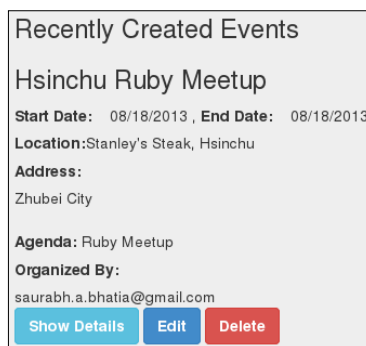 Recently Created Events
Hsinchu Ruby Meetup
Start Date: 08/18/2013 , End Date: 08/18/2013
Location:Stanley's Steak, Hsinchu
Address:
Zhubei City
Agenda: Ruby Meetup
Organized By:
saurabh.a.bhatia@gmail.com
Show Details Edit Delete